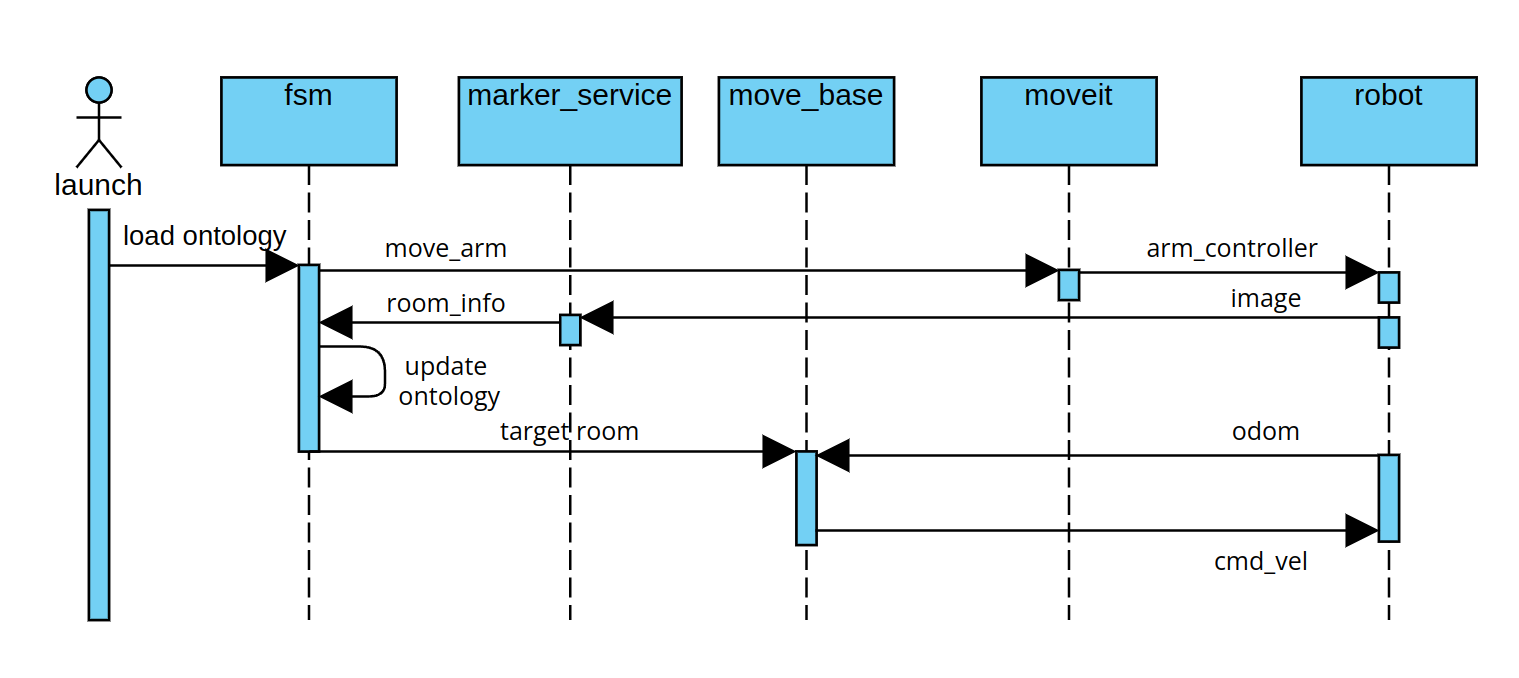 fsm
marker_service
move_base
moveit
robot
launch
load ontology
move_arm
arm_controller
room_info
image
update
ontology
target room
odom
cmd_vel